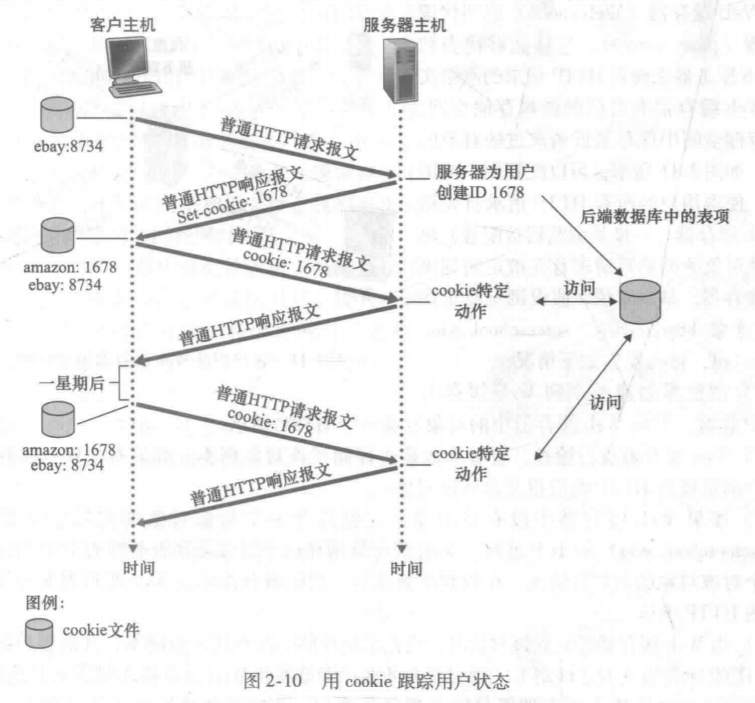 客户主机
服务器主机
ebay:8734
普通HTTP请求报文
服务器为用户
创建ID 1678
普通HTTP响应报文
Set-cookie: 1678
后端数据库中的表项
amazon: 1678
ebay: 8734
普通HTTP请求报文
cookie: 1678
cookie特定
动作
访问
普通HTTP响应报文
一星期后
访问
普通HTTP请求报文
cookie: 1678
amazon: 1678
ebay: 8734
cookie特定
动作
普通HTTP响应报文
时间
时间
图例：
cookie文件
图 2-10 用 cookie 跟踪用户状态